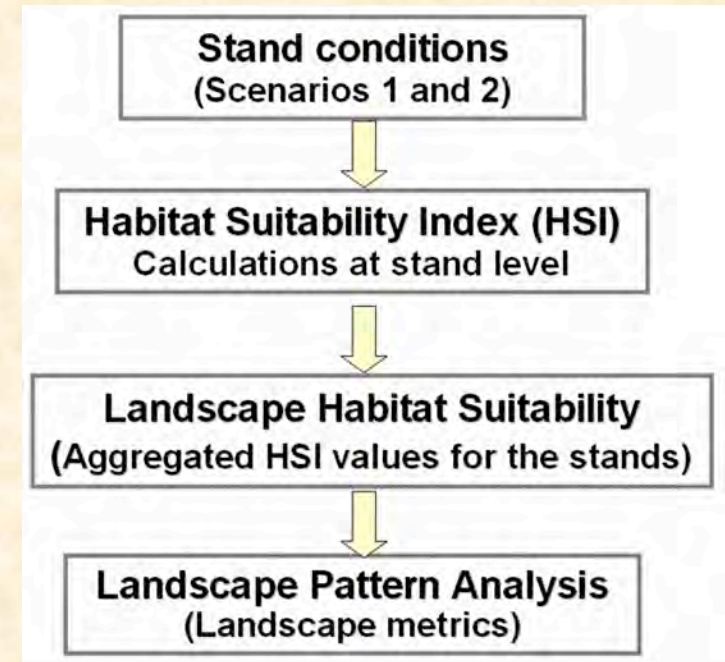 Stand conditions
(Scenarios 1 and 2)
Habitat Suitability Index (HSI)
Calculations at stand level
Landscape Habitat Suitability
(Aggregated HSI values for the stands)
Landscape Pattern Analysis
(Landscape metrics)